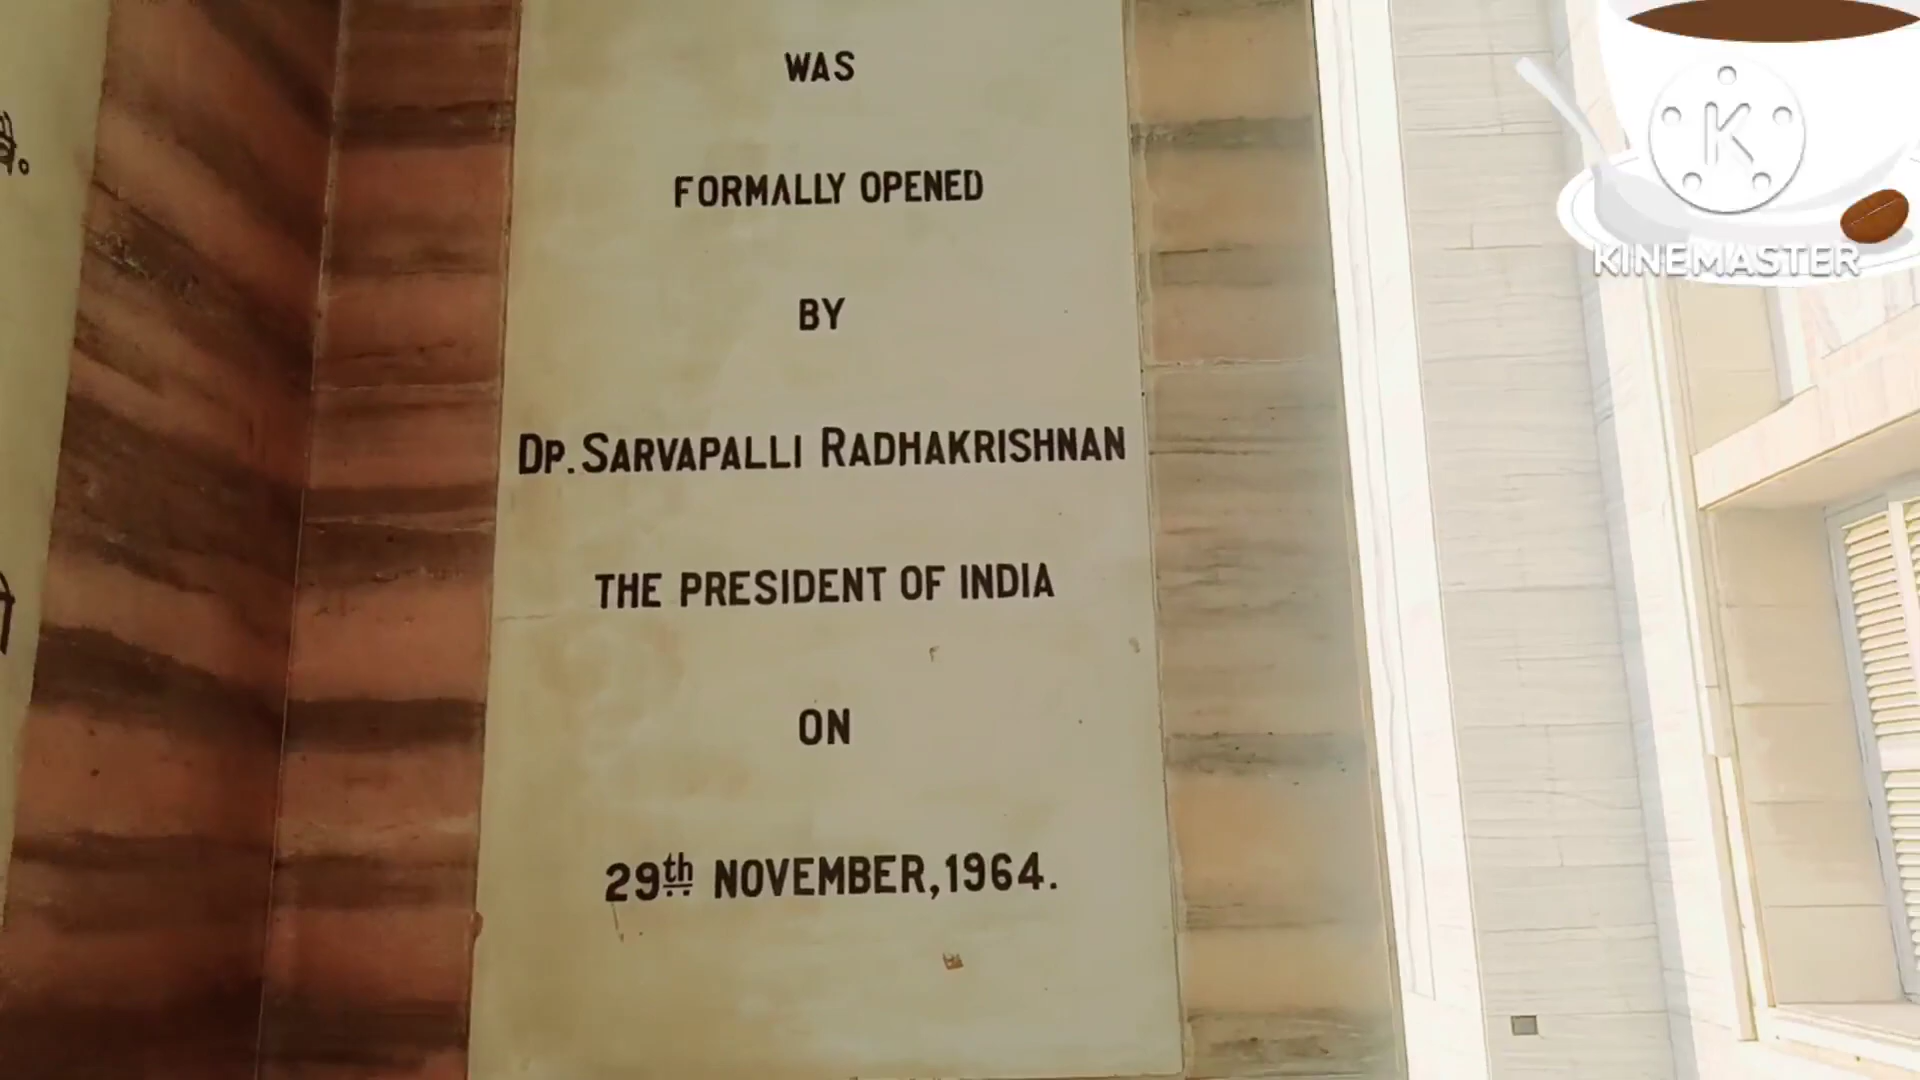 WAS
FORMALLY OPENED
BY
DR. SARVAPALLI RADHAKRISHNAN
THE PRESIDENT OF INDIA
ON
29th NOVEMBER, 1964.
K
KINEMASTER